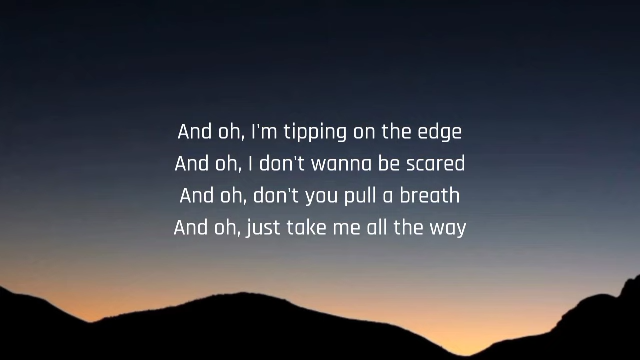 And oh, I'm tipping on the edge
And oh, I don't wanna be scared
And oh, don't you pull a breath
And oh, just take me all the way